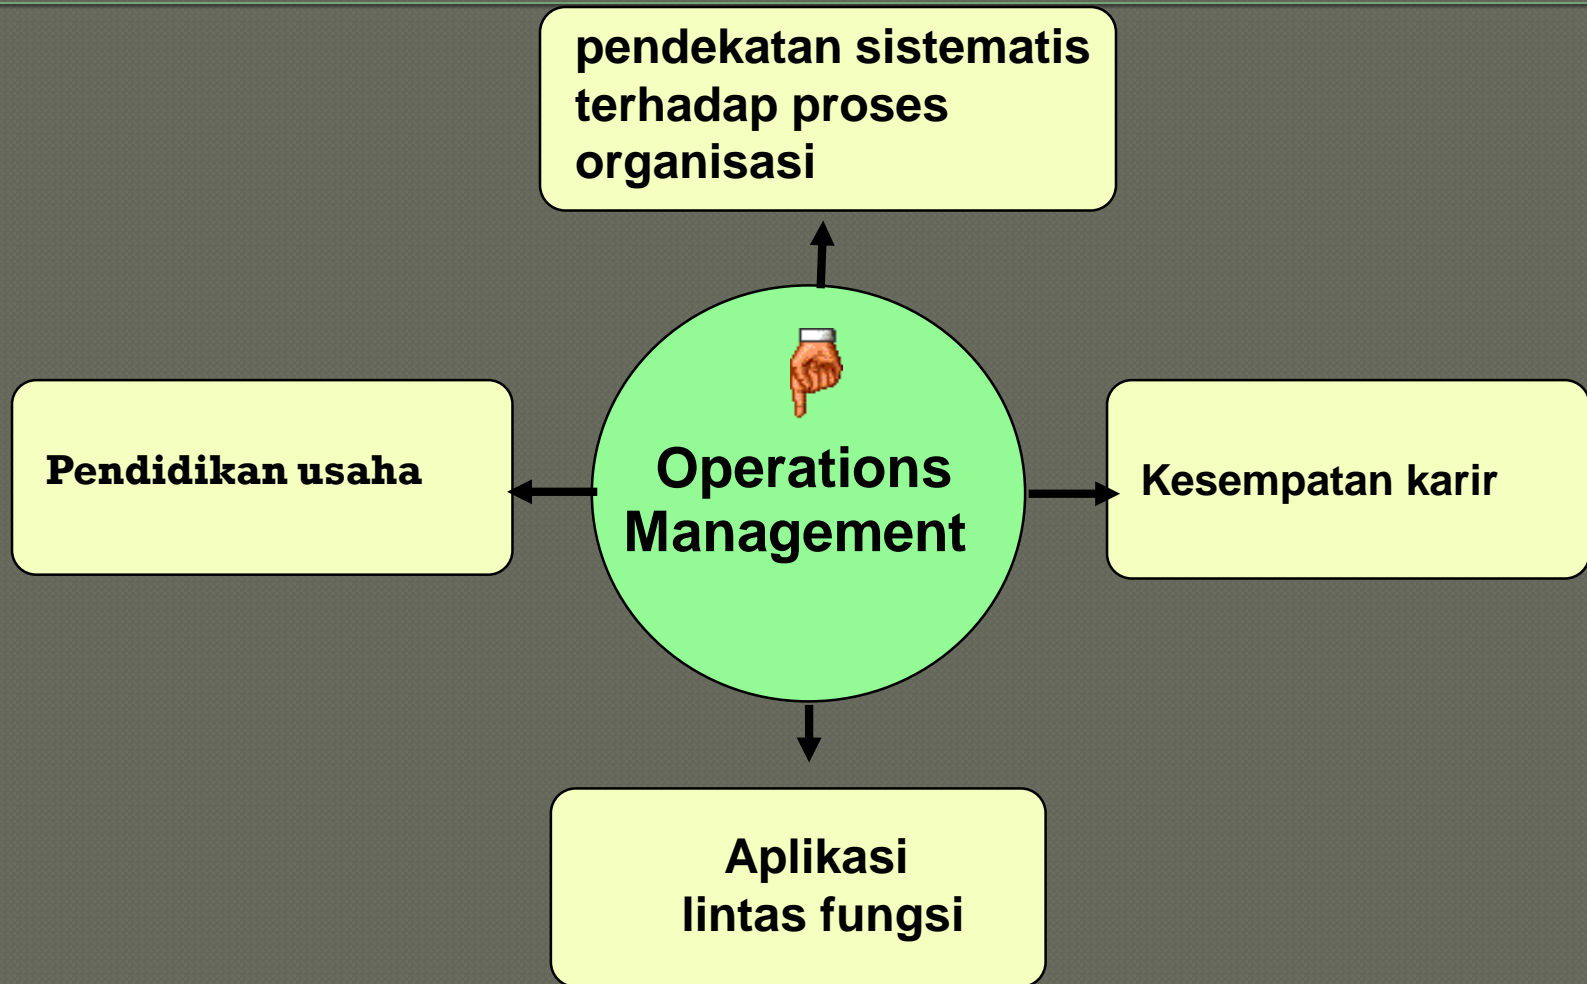 pendekatan sistematis
terhadap proses
organisasi
Pendidikan usaha
Operations
Management
Kesempatan karir
Aplikasi
lintas fungsi